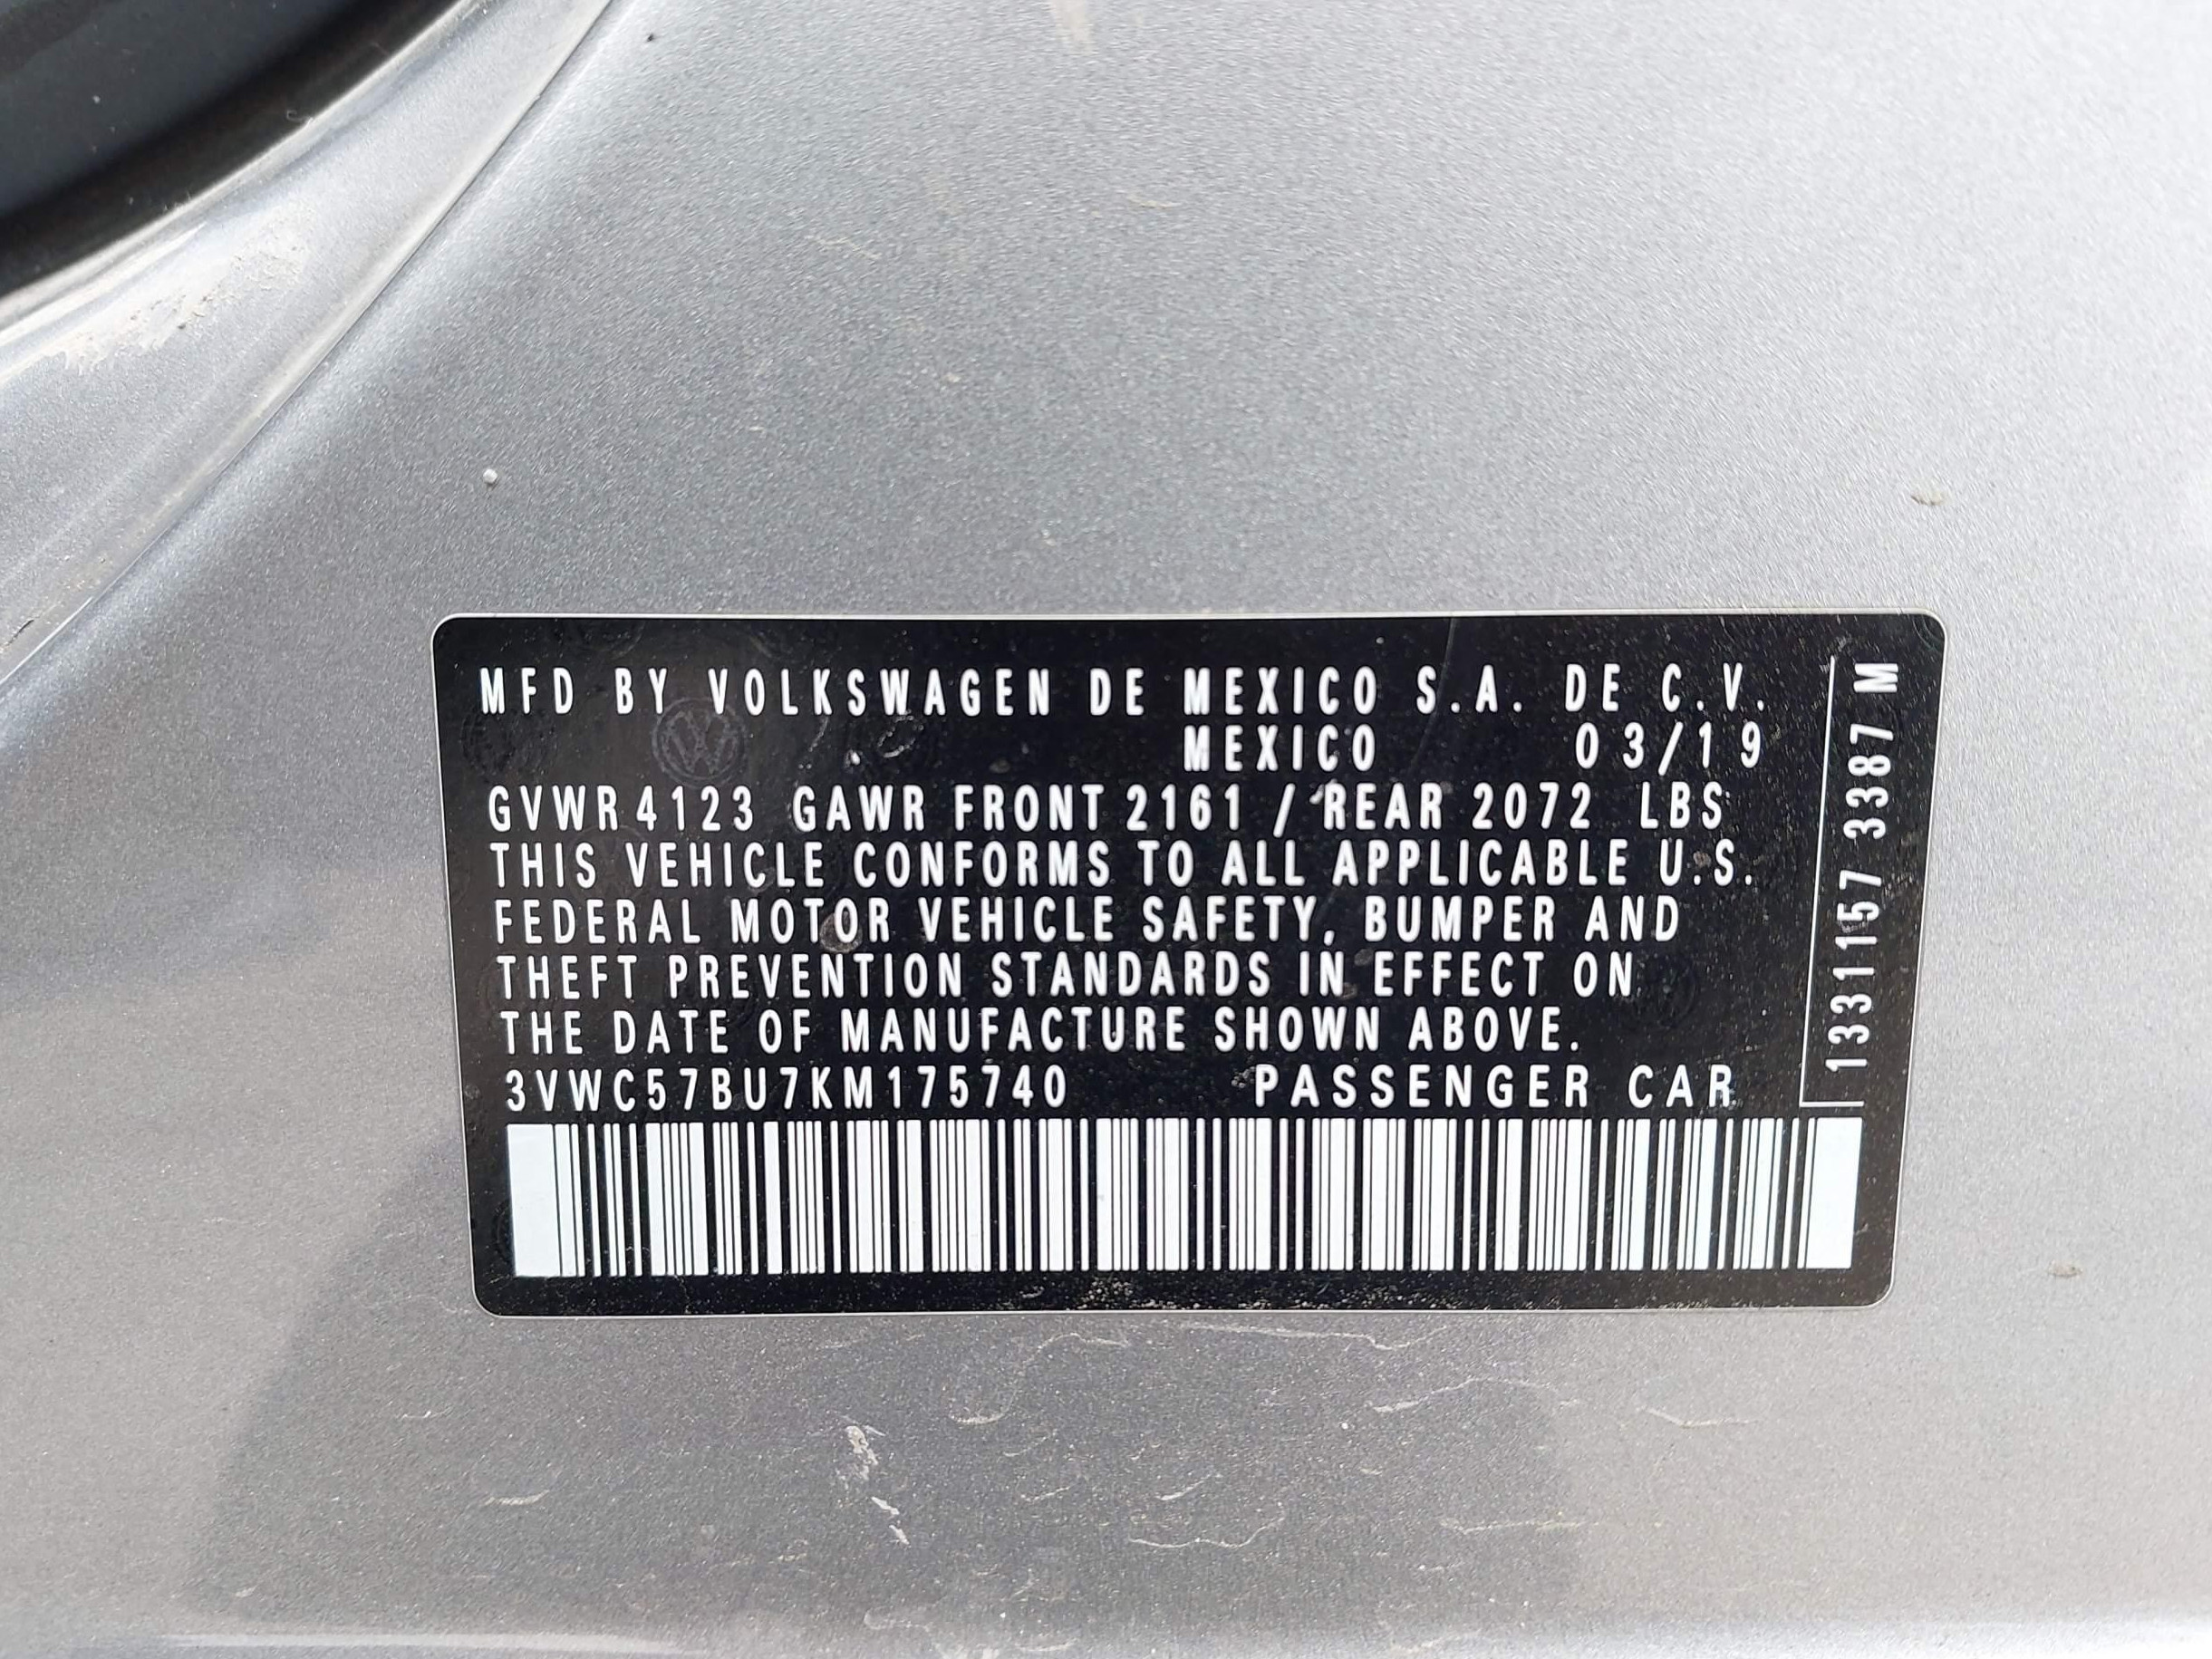 MFD BY VOLKSWAGEN DE MEXICO S.A. DE C.V.
MEXICO 03/19
GVWR 4123 GAWR FRONT 2161 / REAR 2072 LBS
THIS VEHICLE CONFORMS TO ALL APPLICABLE U.S.
FEDERAL MOTOR VEHICLE SAFETY, BUMPER AND
THEFT PREVENTION STANDARDS IN EFFECT ON
THE DATE OF MANUFACTURE SHOWN ABOVE.
3VWC57BU7KM175740 PASSENGER CAR
1331157 3387 M